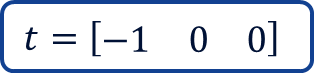 t = [−1 0 0]